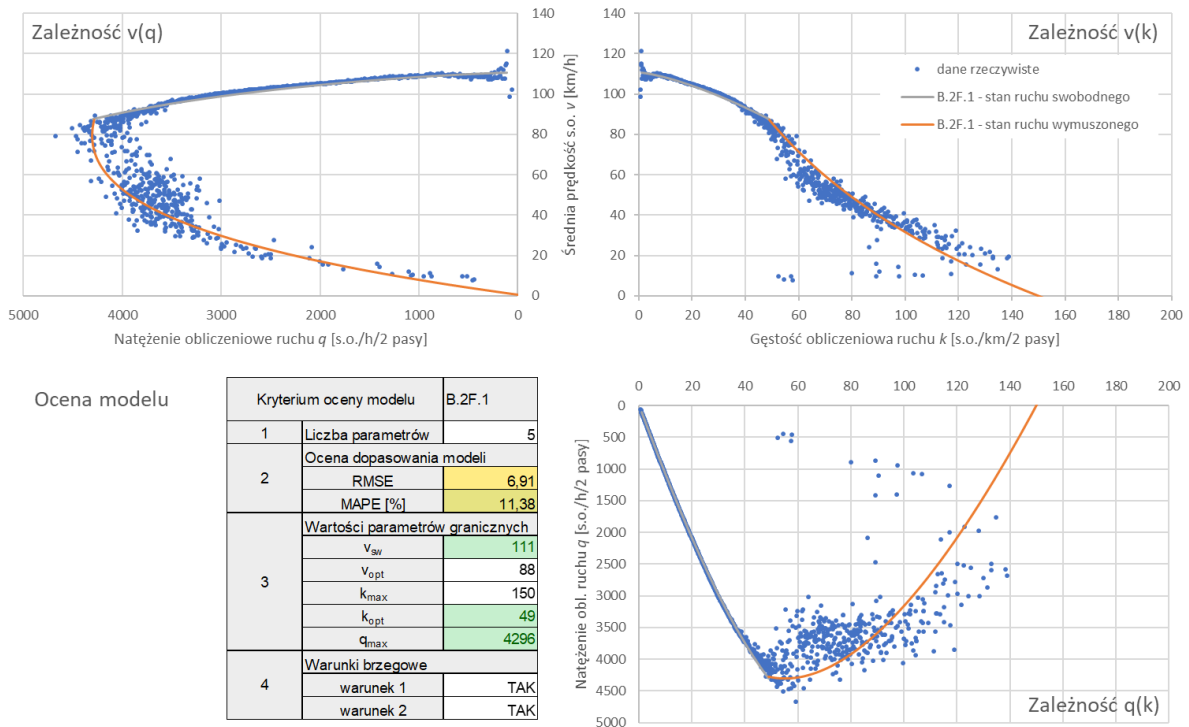 Zależność v(q)
140
120
100
80
60
40
20
0
Średnia prędkość s.o. v [km/h]
5000 4000 3000 2000 1000 0
Natężenie obliczeniowe ruchu q [s.o./h/2 pasy]
Zależność v(k)
140
120
100
80
60
40
20
0
dane rzeczywiste
B.2F.1 - stan ruchu swobodnego
B.2F.1 - stan ruchu wymuszonego
0 20 40 60 80 100 120 140 160 180 200
Gęstość obliczeniowa ruchu k [s.o./km/2 pasy]
Ocena modelu
Kryterium oceny modelu B.2F.1
1 Liczba parametrów 5
2 Ocena dopasowania modeli
RMSE 6,91
MAPE [%] 11,38
3 Wartości parametrów granicznych
vsw 111
vopt 88
kmax 150
kopt 49
qmax 4296
4 Warunki brzegowe
warunek 1 TAK
warunek 2 TAK
0 20 40 60 80 100 120 140 160 180 200
0
500
1000
1500
2000
2500
3000
3500
4000
4500
5000
Natężenie obl. ruchu q [s.o./h/2 pasy]
Zależność q(k)